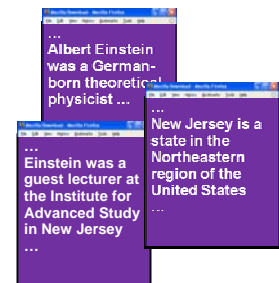 ...
Albert Einstein
was a German-
born theoretical
physicist ...
...
New Jersey is a
state in the
Northeastern
region of the
United States
...
...
Einstein was a
guest lecturer at
the Institute for
Advanced Study
in New Jersey
...